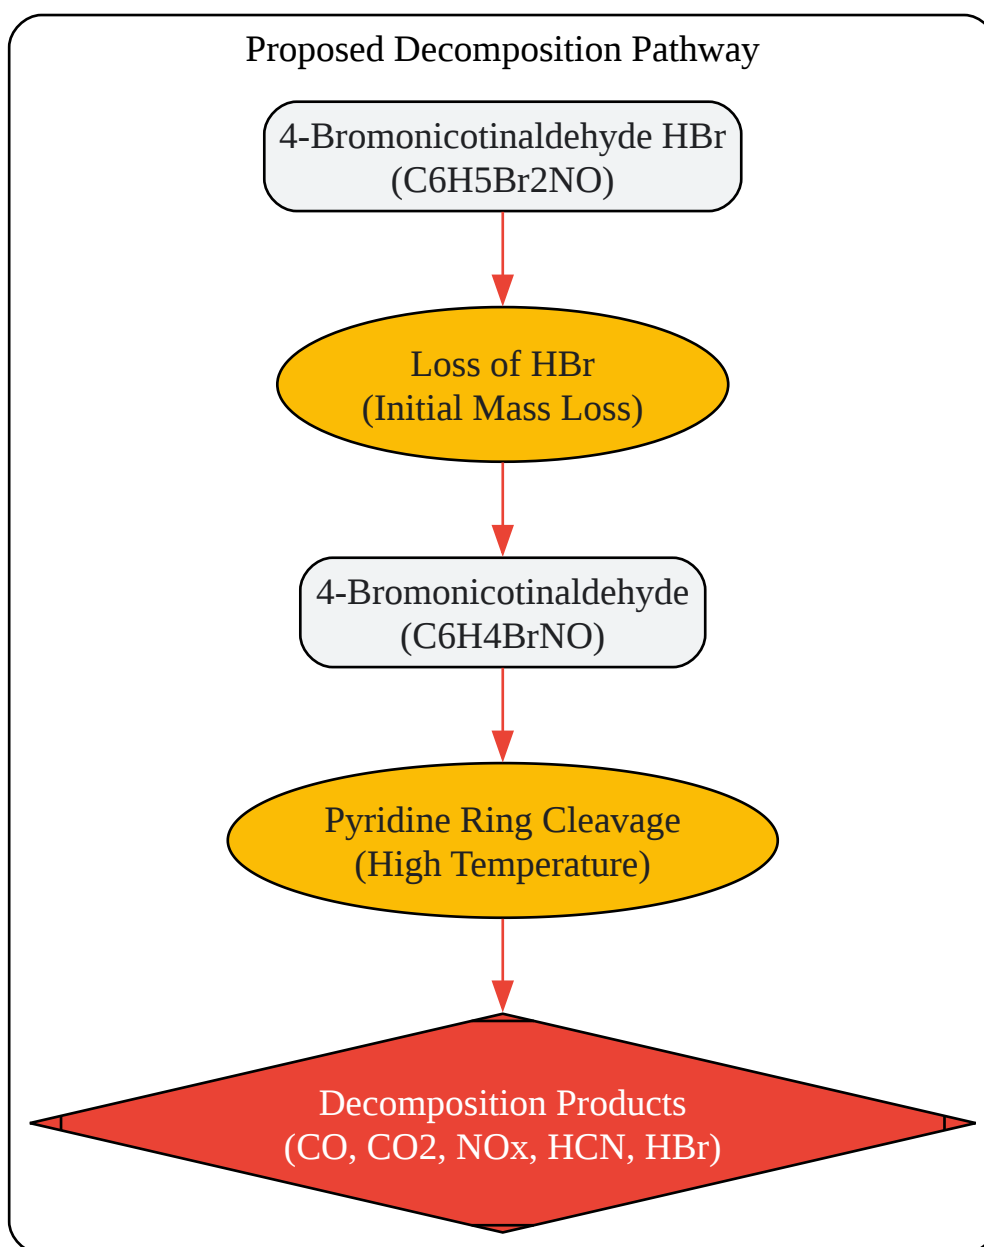 Proposed Decomposition Pathway
4-Bromonicotinaldehyde HBr
(C6H5Br2NO)
Loss of HBr
(Initial Mass Loss)
4-Bromonicotinaldehyde
(C6H4BrNO)
Pyridine Ring Cleavage
(High Temperature)
Decomposition Products
(CO, CO2, NOx, HCN, HBr)